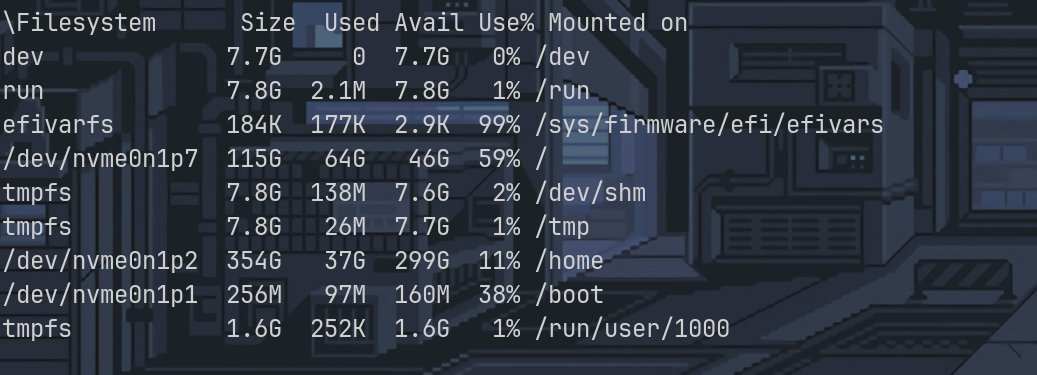 \Filesystem      Size  Used Avail Use% Mounted on
dev             7.7G     0  7.7G   0% /dev
run             7.8G  2.1M  7.8G   1% /run
efivarfs        184K  177K  2.9K  99% /sys/firmware/efi/efivars
/dev/nvme0n1p7  115G   64G   46G  59% /
tmpfs           7.8G  138M  7.6G   2% /dev/shm
tmpfs           7.8G   26M  7.7G   1% /tmp
/dev/nvme0n1p2  354G   37G  299G  11% /home
/dev/nvme0n1p1  256M   97M  160M  38% /boot
tmpfs           1.6G  252K  1.6G   1% /run/user/1000